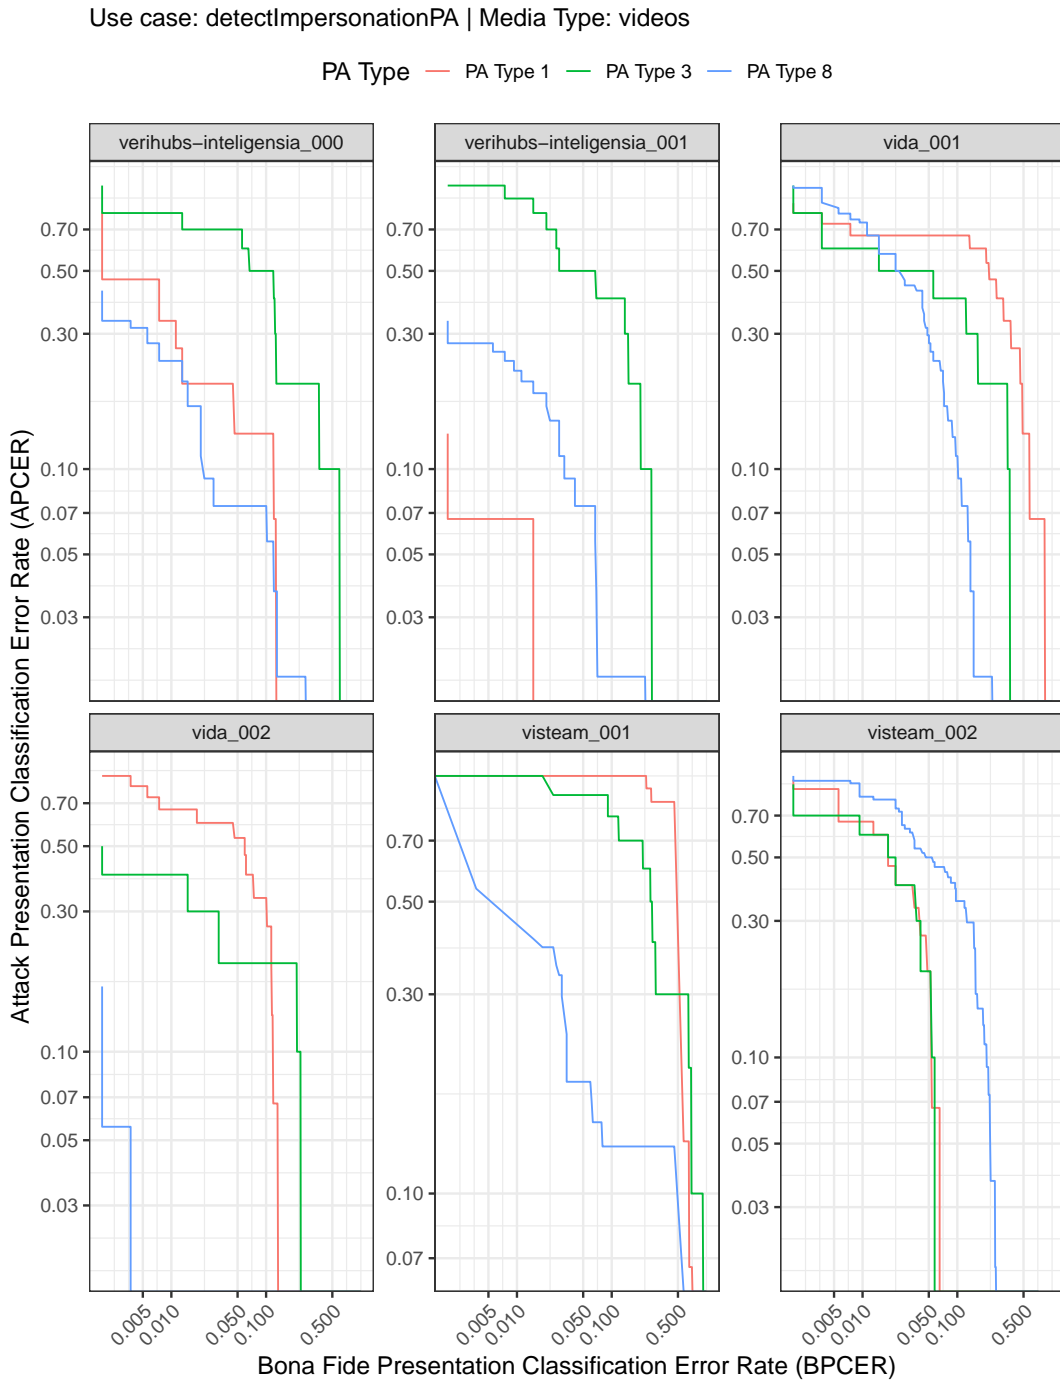 Use case: detectImpersonationPA | Media Type: videos
PA Type PA Type 1 PA Type 3 PA Type 8
verihubs−inteligensia_000 verihubs−inteligensia_001 vida_001
0.70 0.70 0.70
0.50 0.50 0.50
0.30 0.30 0.30
0.10 0.10 0.10
0.07 0.07 0.07
0.05 0.05 0.05
0.03 0.03 0.03
vida_002 visteam_001 visteam_002
0.70 0.70 0.70
0.50 0.50 0.50
0.30 0.30 0.30
0.10 0.10 0.10
0.07 0.07 0.07
0.05 0.05
0.03 0.03
0.005 0.010 0.050 0.100 0.500 0.005 0.010 0.050 0.100 0.500 0.005 0.010 0.050 0.100 0.500
Bona Fide Presentation Classification Error Rate (BPCER)
Attack Presentation Classification Error Rate (APCER)